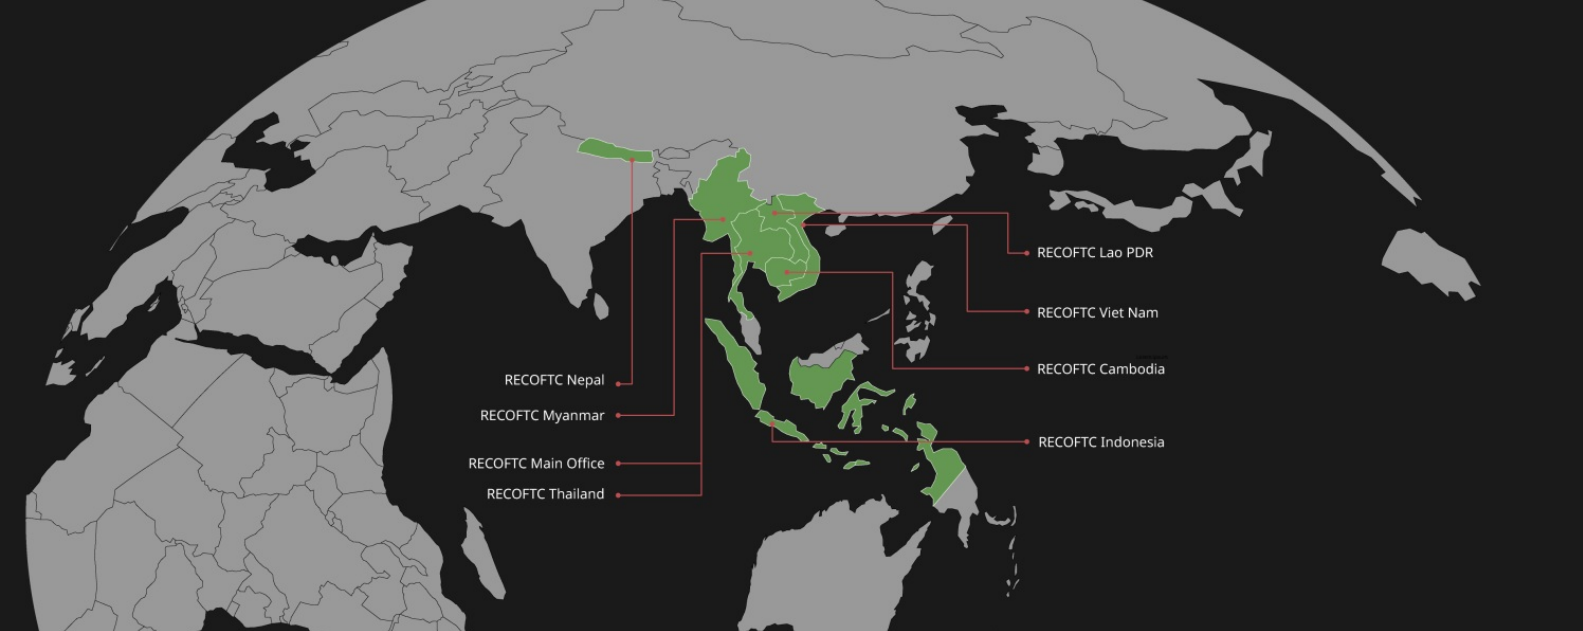 RECOFTC Nepal
RECOFTC Myanmar
RECOFTC Main Office
RECOFTC Thailand
RECOFTC Lao PDR
RECOFTC Viet Nam
RECOFTC Cambodia
RECOFTC Indonesia